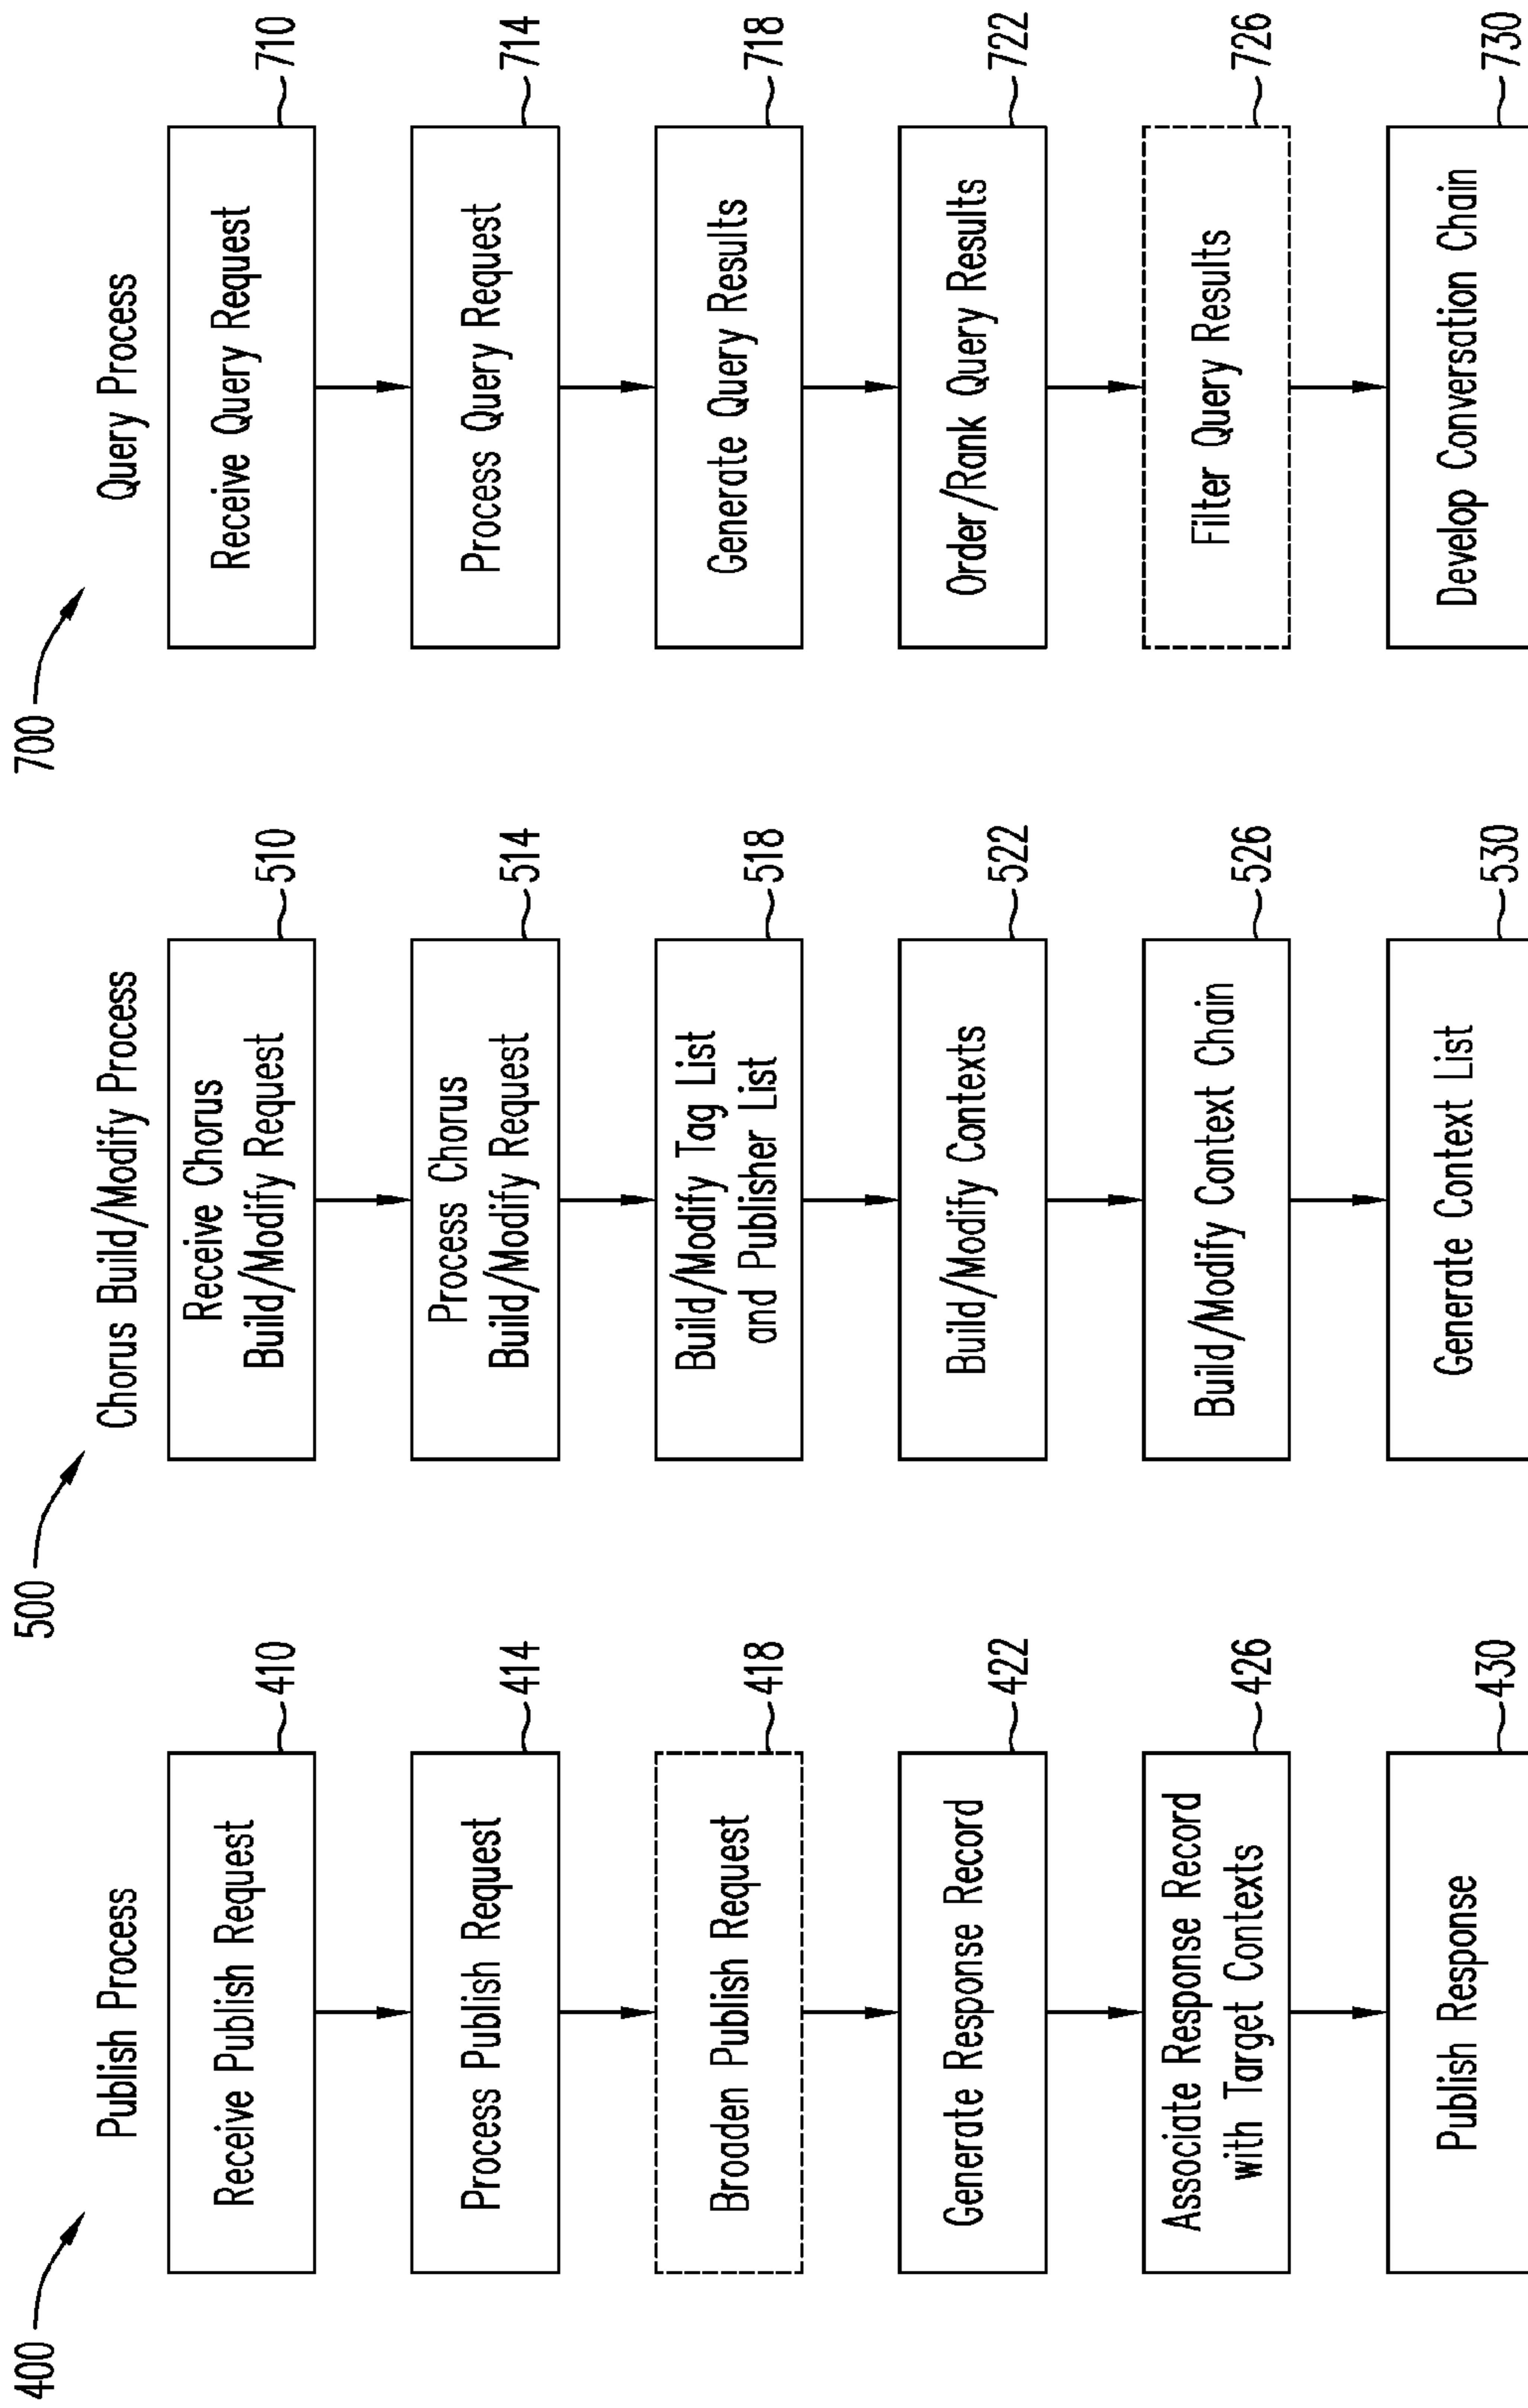 400
Publish Process
Receive Publish Request
410
Process Publish Request
414
Broaden Publish Request
418
Generate Response Record
422
Associate Response Record
with Target Contexts
426
Publish Response
430
500
Chorus Build/Modify Process
Receive Chorus
Build/Modify Request
510
Process Chorus
Build/Modify Request
514
Build/Modify Tag List
and Publisher List
518
Build/Modify Contexts
522
Build/Modify Context Chain
526
Generate Context List
530
700
Query Process
Receive Query Request
710
Process Query Request
714
Generate Query Results
718
Order/Rank Query Results
722
Filter Query Results
726
Develop Conversation Chain
730